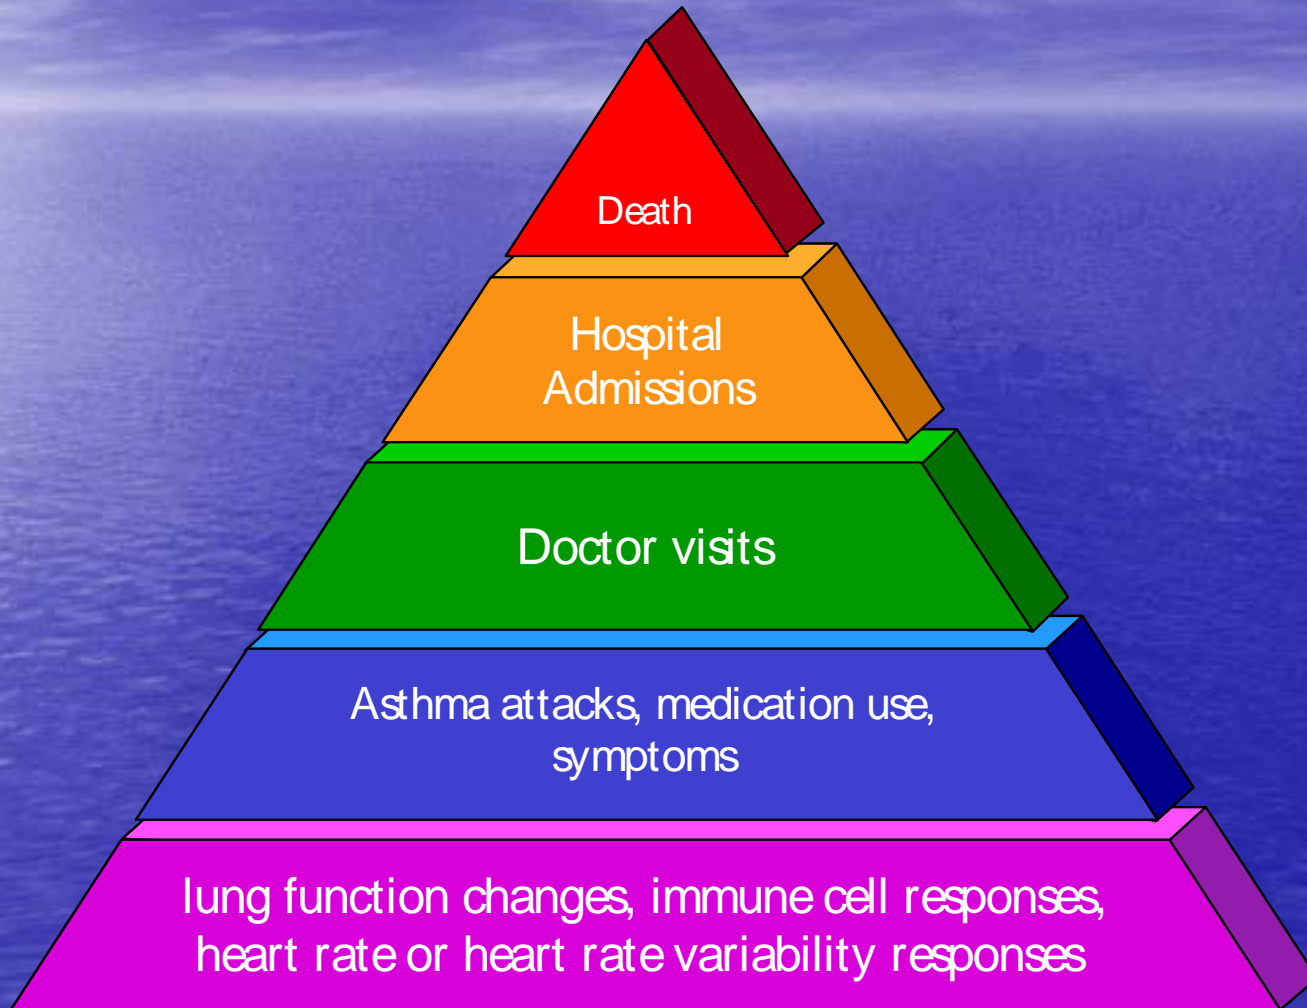 Death
Hospital
Admissions
Doctor visits
Asthma attacks, medication use,
symptoms
lung function changes, immune cell responses,
heart rate or heart rate variability responses